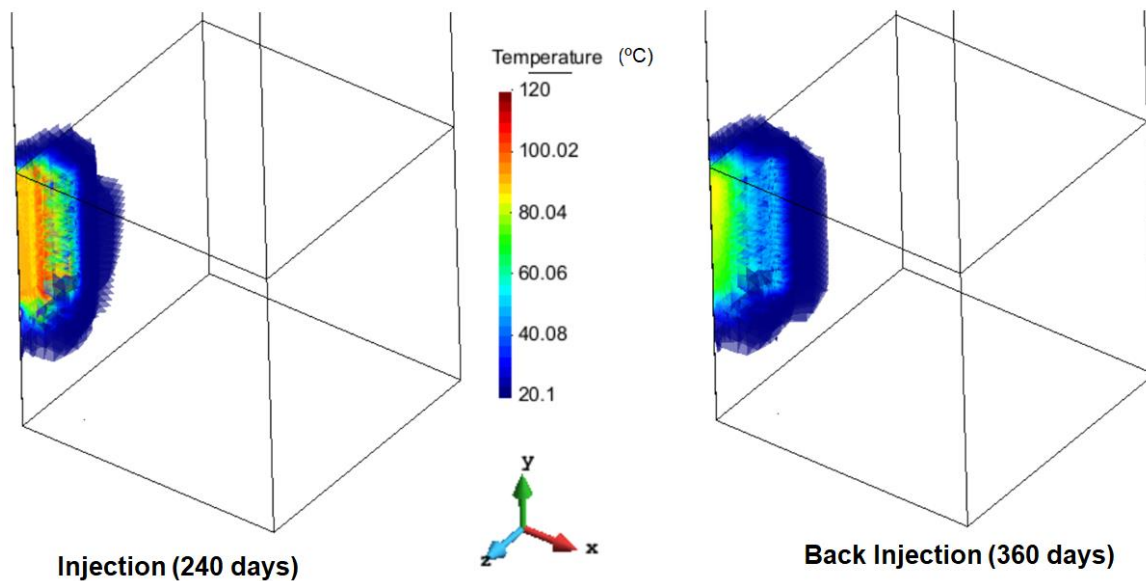 Temperature (ºC)
120
100.02
80.04
60.06
40.08
20.1
y
z
x
Injection (240 days)
Back Injection (360 days)